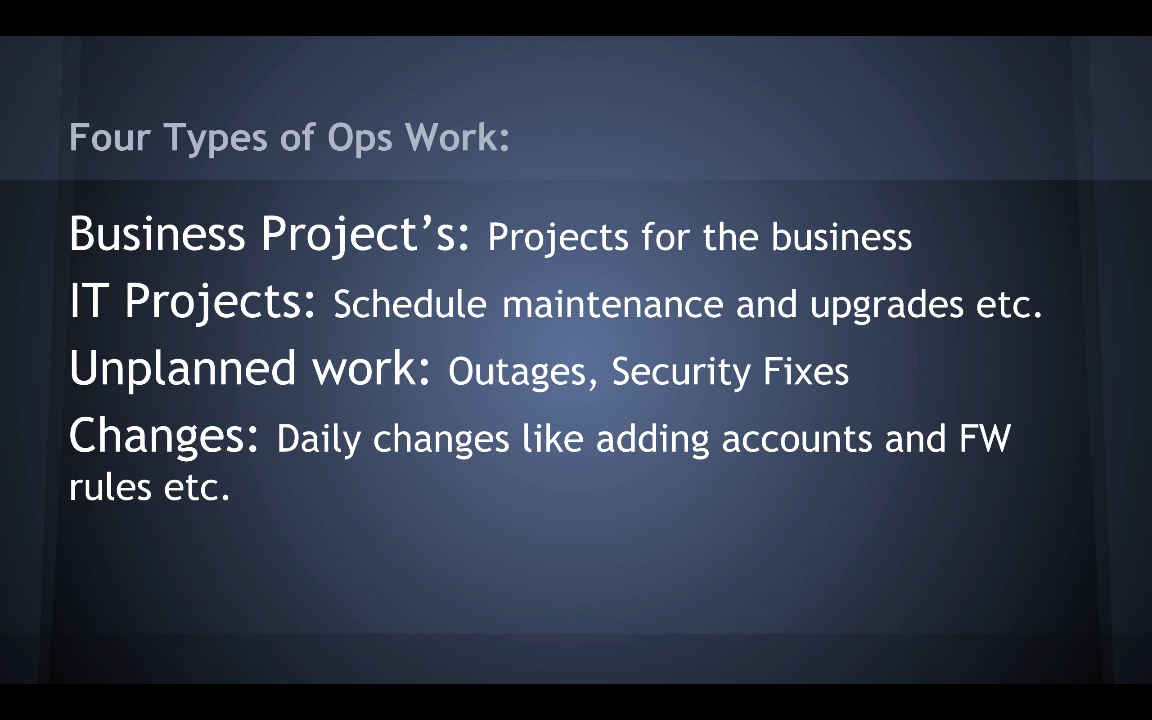 Four Types of Ops Work:
Business Project’s: Projects for the business
IT Projects: Schedule maintenance and upgrades etc.
Unplanned work: Outages, Security Fixes
Changes: Daily changes like adding accounts and FW
rules etc.